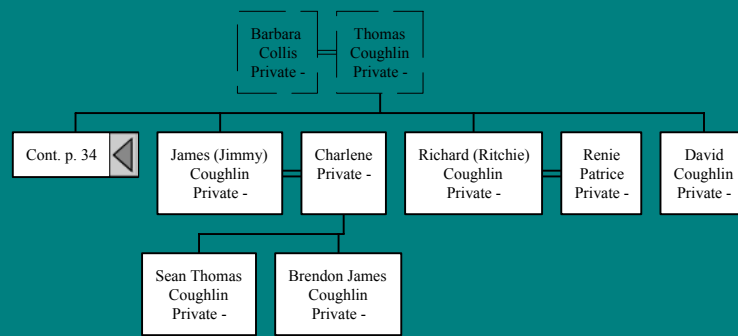 Barbara
Collis
Private -
Thomas
Coughlin
Private -
Cont. p. 34
James (Jimmy)
Coughlin
Private -
Charlene
Private -
Richard (Ritchie)
Coughlin
Private -
Renie
Patrice
Private -
David
Coughlin
Private -
Sean Thomas
Coughlin
Private -
Brendon James
Coughlin
Private -